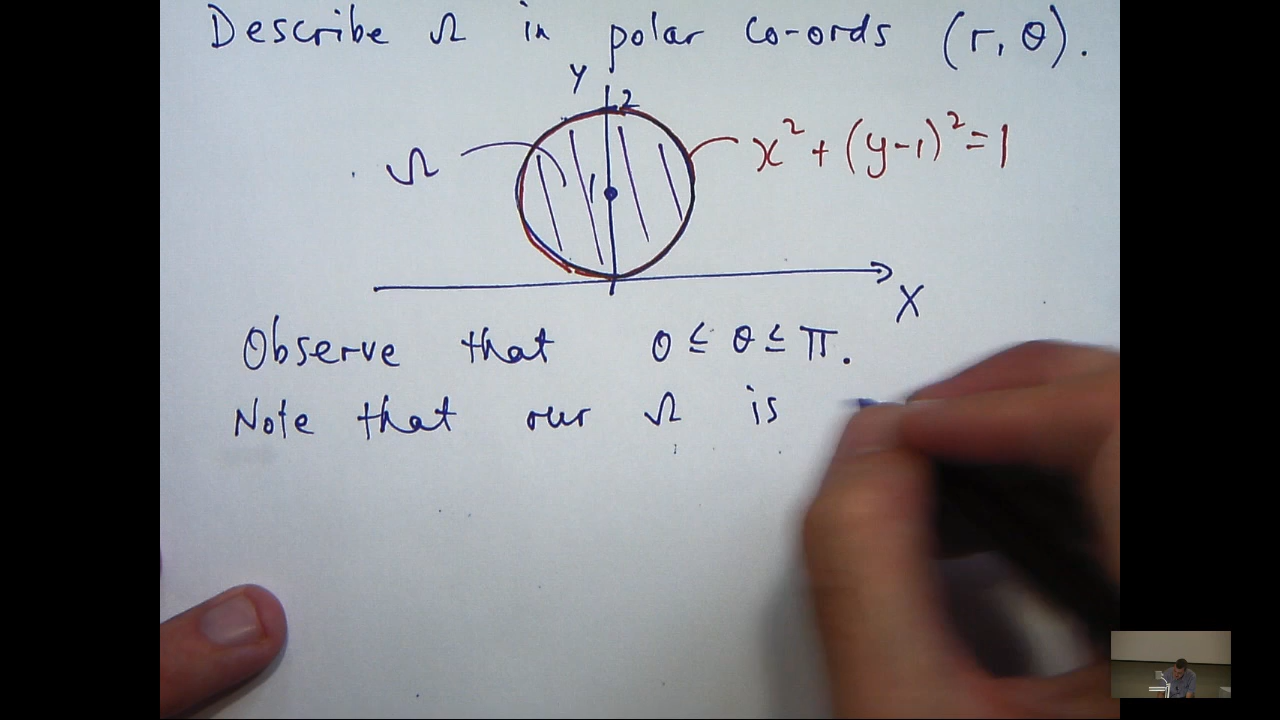 Describe Ω in polar co-ords (r, θ).
y
2
Ω
x² + (y-1)² = 1
1
x
Observe that 0 ≤ θ ≤ π.
Note that our Ω is